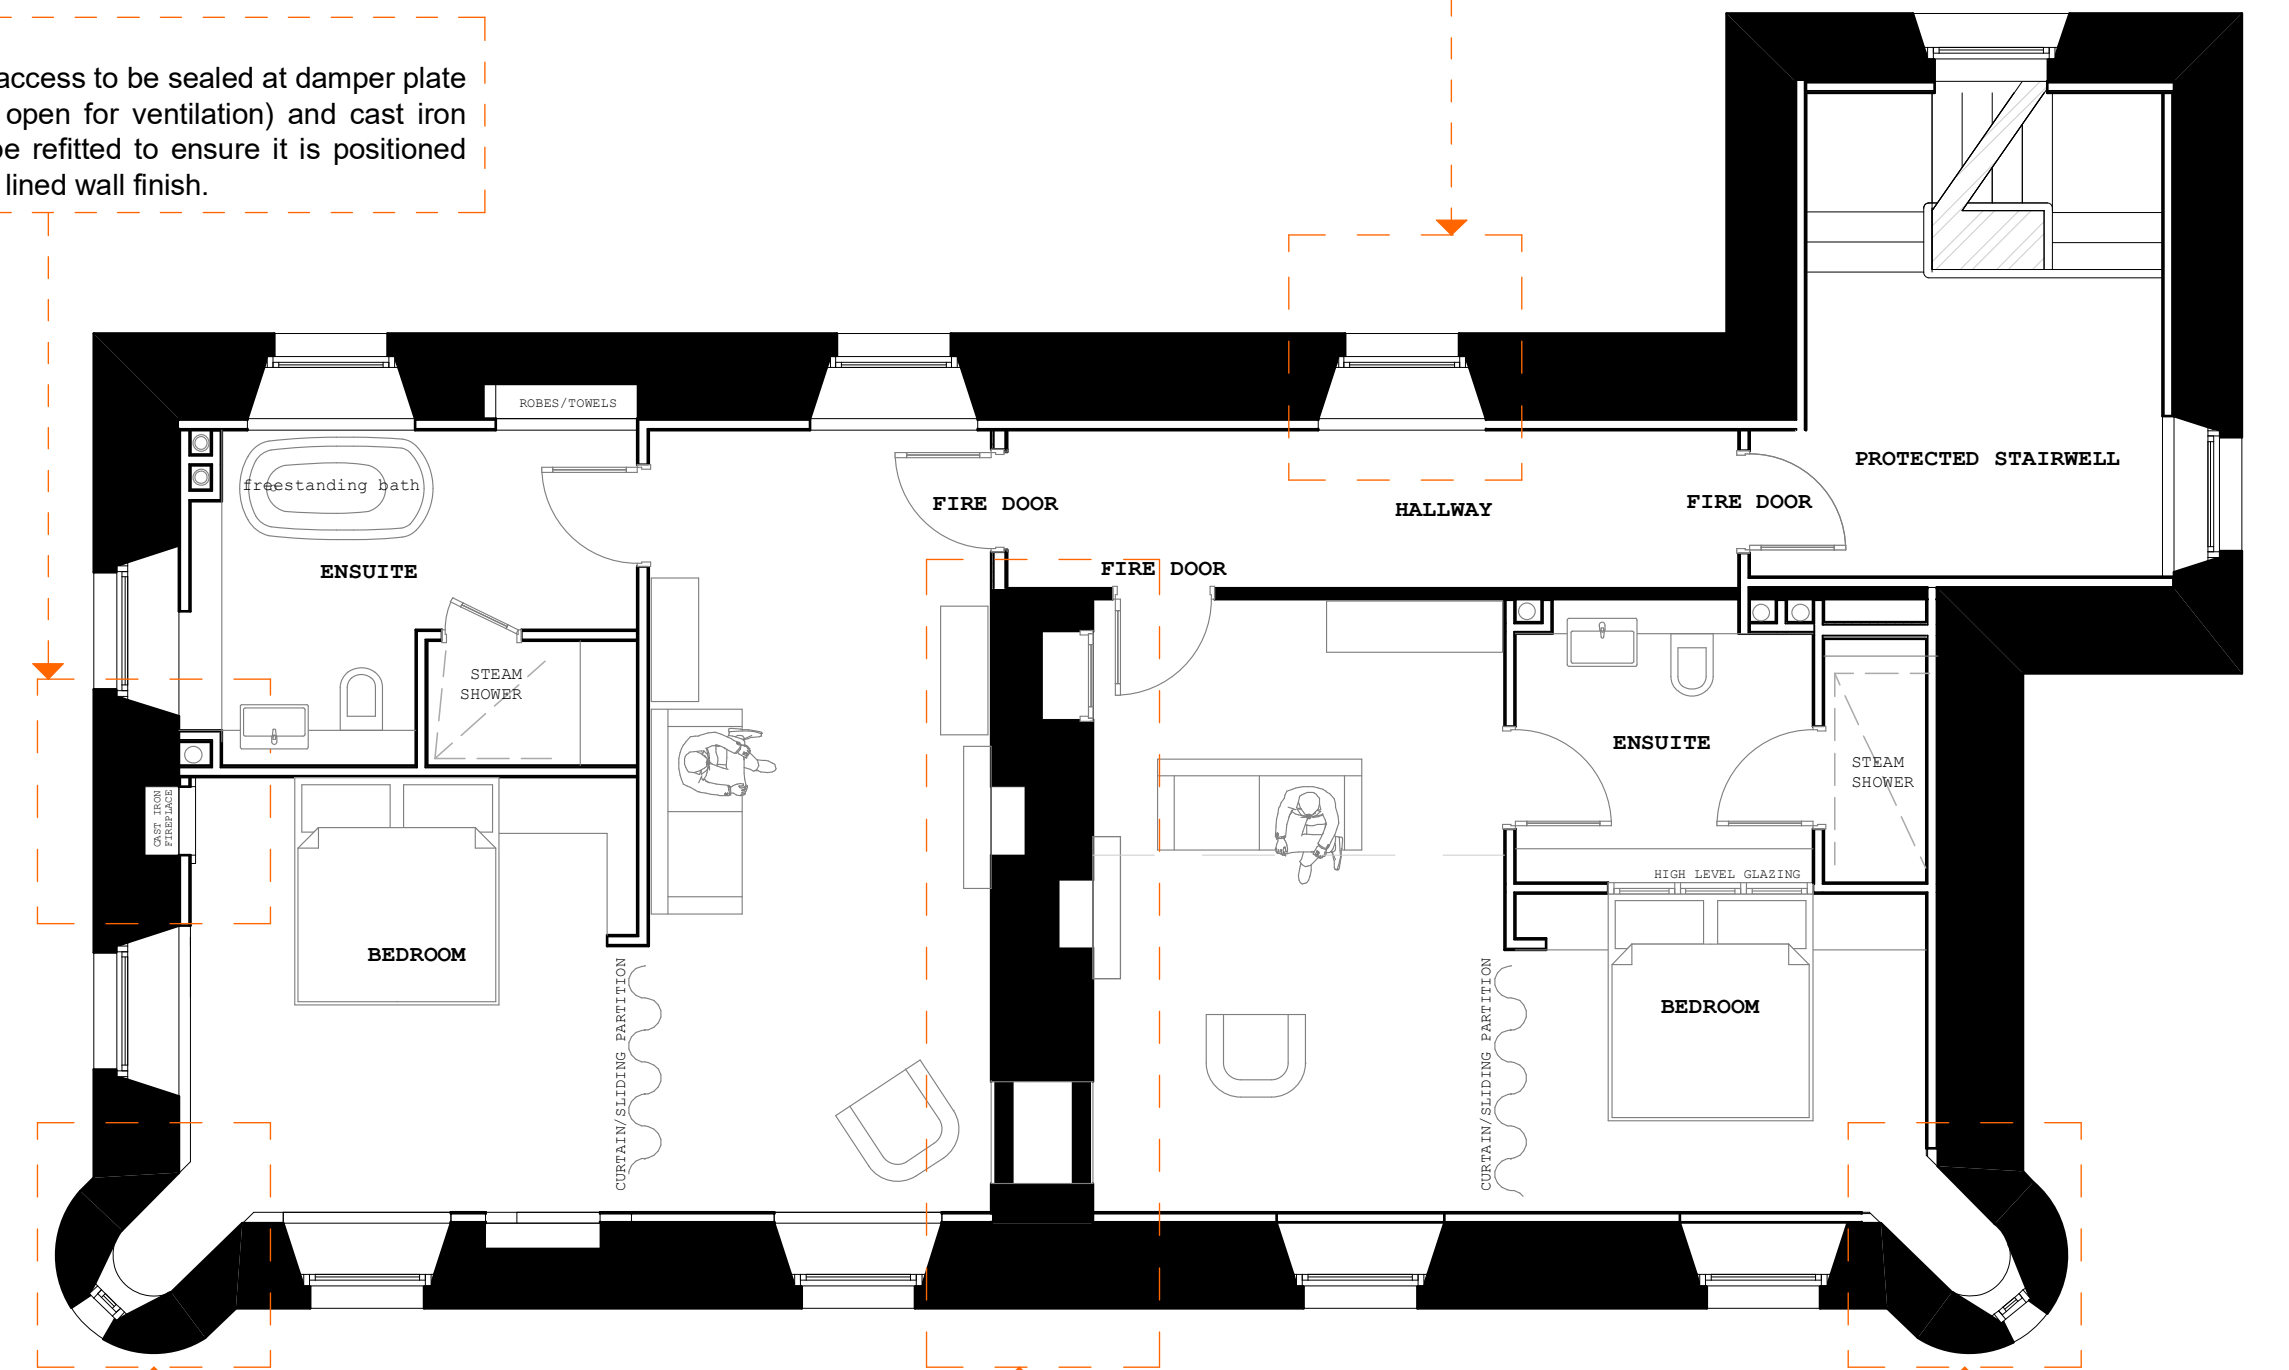 access to be sealed at damper plate
open for ventilation) and cast iron
be refitted to ensure it is positioned
lined wall finish.
ROBES/TOWELS
freestanding bath
ENSUITE
STEAM
SHOWER
FIRE DOOR
HALLWAY
FIRE DOOR
PROTECTED STAIRWELL
FIRE DOOR
ENSUITE
STEAM
SHOWER
HIGH LEVEL GLAZING
CAST IRON
FIREPLACE
BEDROOM
CURTAIN/SLIDING PARTITION
CURTAIN/SLIDING PARTITION
BEDROOM